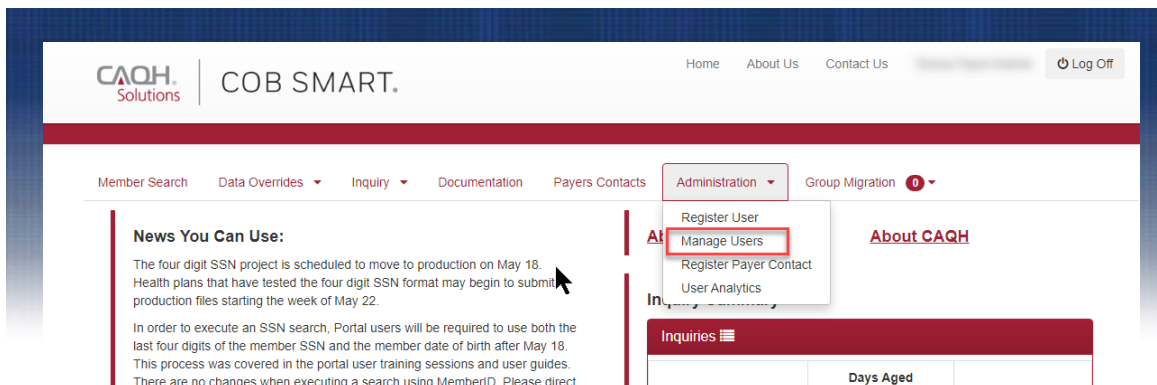 CAQH.
Solutions
COB SMART.
Home About Us Contact Us
Log Off
Member Search Data Overrides Inquiry Documentation Payers Contacts Administration Group Migration 0
Register User
Manage Users
Register Payer Contact
User Analytics
News You Can Use:
The four digit SSN project is scheduled to move to production on May 18.
Health plans that have tested the four digit SSN format may begin to submit
production files starting the week of May 22.
In order to execute an SSN search, Portal users will be required to use both the
last four digits of the member SSN and the member date of birth after May 18.
This process was covered in the portal user training sessions and user guides.
There are no changes when executing a search using MemberID. Please direct
About CAQH
Inquiries
Days Aged